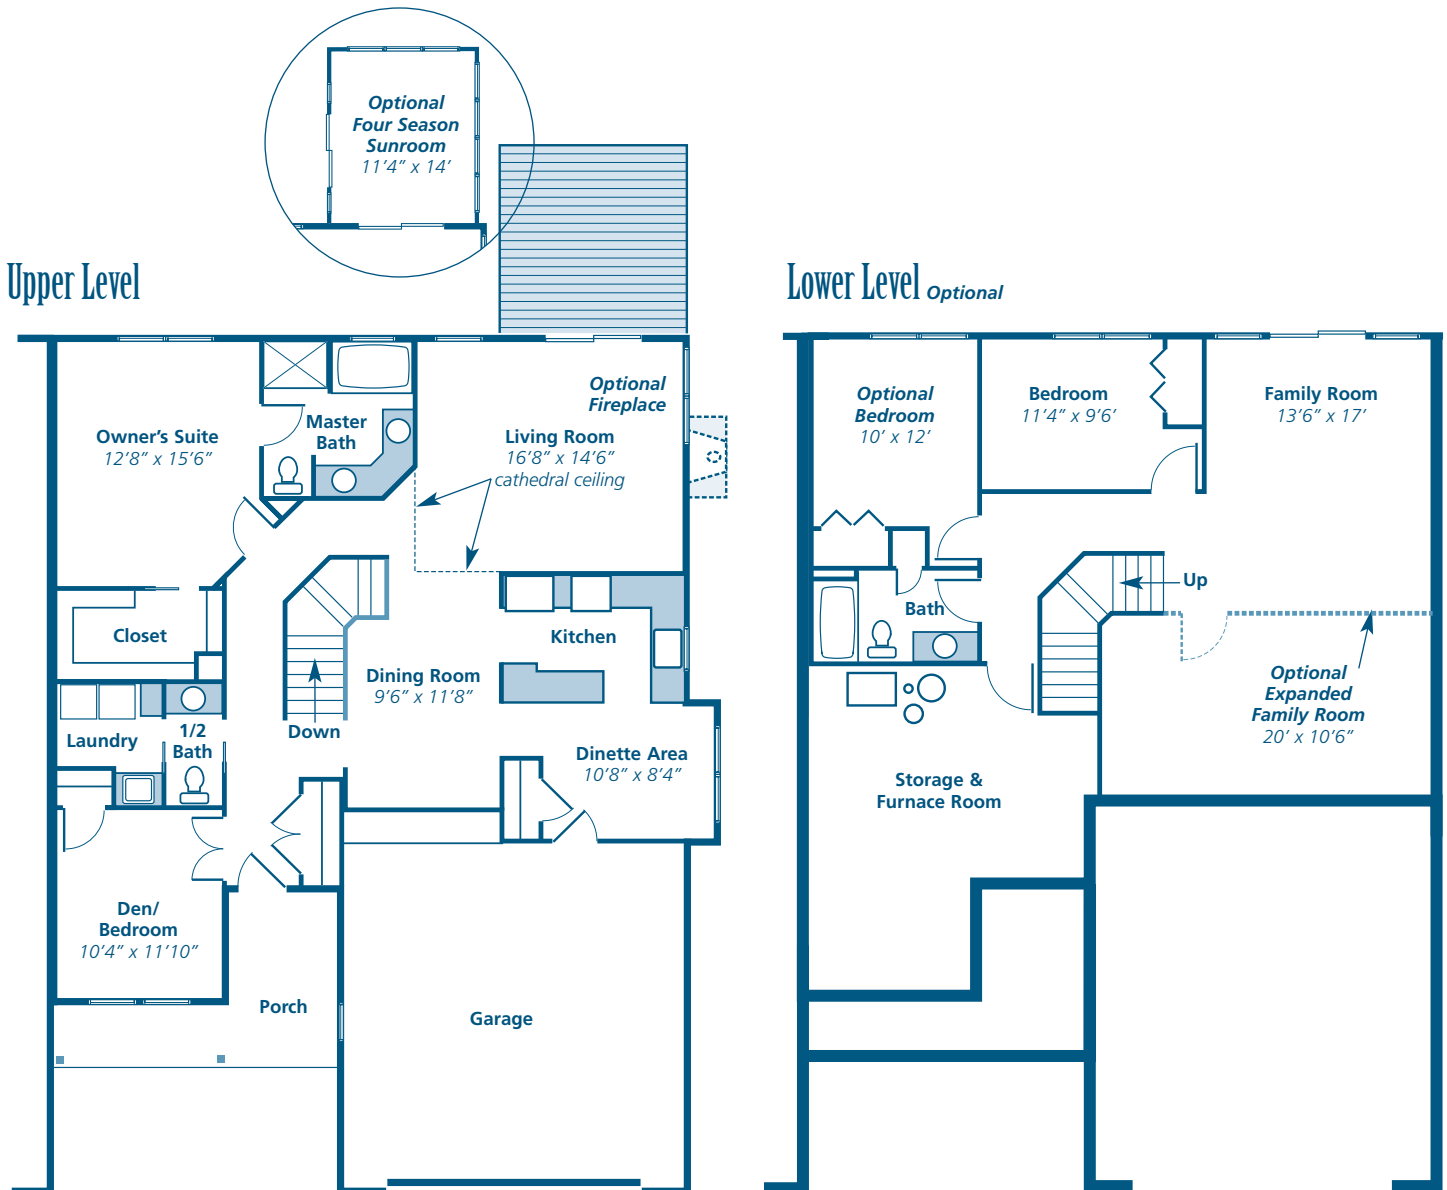 Optional
Four Season
Sunroom
11’4” x 14’
Upper Level
Owner’s Suite
12’8” x 15’6”
Master
Bath
Optional
Fireplace
Living Room
16’8” x 14’6”
cathedral ceiling
Closet
Kitchen
Dining Room
9’6” x 11’8”
Down
Laundry
1/2
Bath
Dinette Area
10’8” x 8’4”
Den/
Bedroom
10’4” x 11’10”
Porch
Garage
Lower Level Optional
Optional
Bedroom
10’ x 12’
Bedroom
11’4” x 9’6’
Family Room
13’6” x 17’
Up
Bath
Optional
Expanded
Family Room
20’ x 10’6”
Storage &
Furnace Room